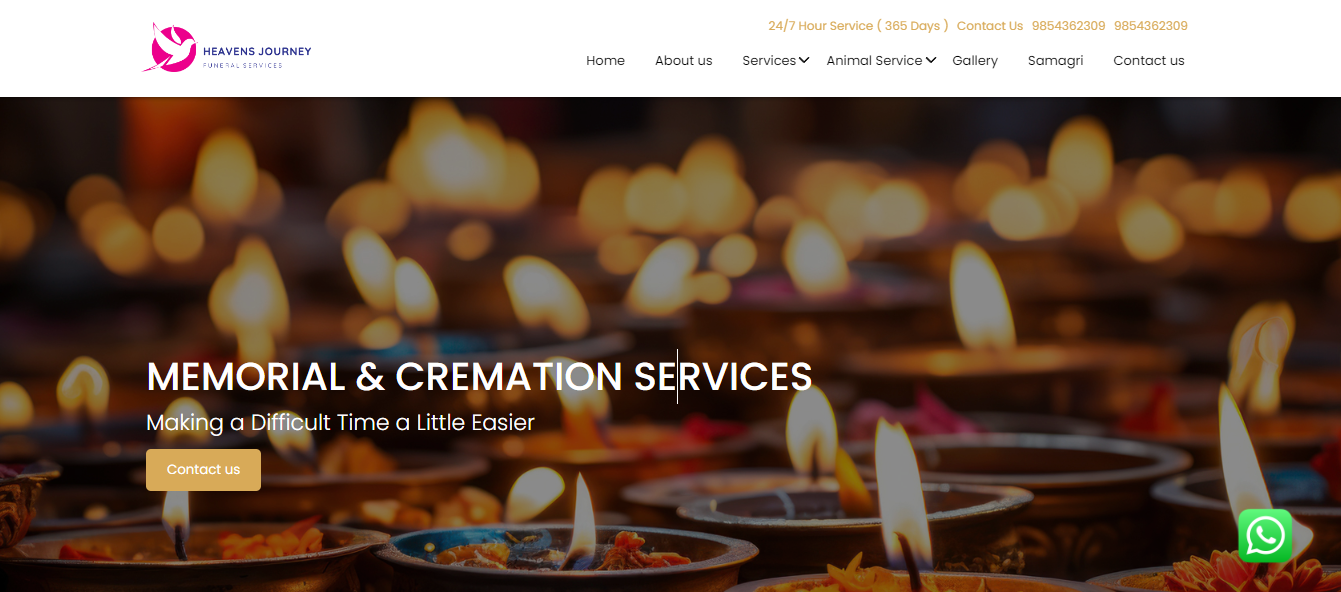 24/7 Hour Service ( 365 Days ) Contact Us 9854362309 9854362309
HEAVENS JOURNEY
FUNERAL SERVICES
Home About us Services Animal Service Gallery Samagri Contact us
MEMORIAL & CREMATION SERVICES
Making a Difficult Time a Little Easier
Contact us